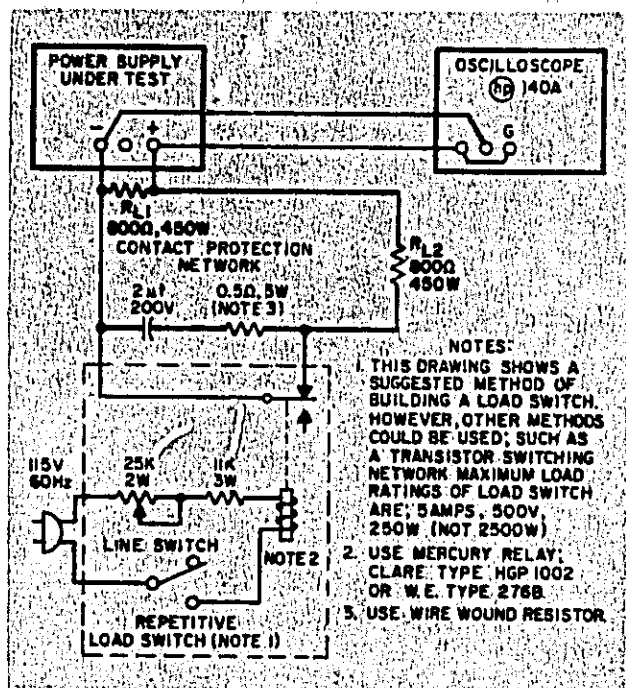 POWER SUPPLY
UNDER TEST
- +
OSCILLOSCOPE
hp 140A
G
RL1
800Ω, 450W
CONTACT PROTECTION
NETWORK
2μf
200V
0.5Ω, 5W
(NOTE 3)
RL2
800Ω
450W
115V
60Hz
25K
2W
11K
3W
LINE SWITCH
NOTE 2
REPETITIVE
LOAD SWITCH (NOTE 1)
NOTES:
1. THIS DRAWING SHOWS A
SUGGESTED METHOD OF
BUILDING A LOAD SWITCH.
HOWEVER, OTHER METHODS
COULD BE USED; SUCH AS
A TRANSISTOR SWITCHING
NETWORK. MAXIMUM LOAD
RATINGS OF LOAD SWITCH
ARE; 5AMPS, 500V,
250W (NOT 2500W)
2. USE MERCURY RELAY;
CLARE TYPE HGP 1002
OR W.E. TYPE 276B.
3. USE WIRE WOUND RESISTOR.